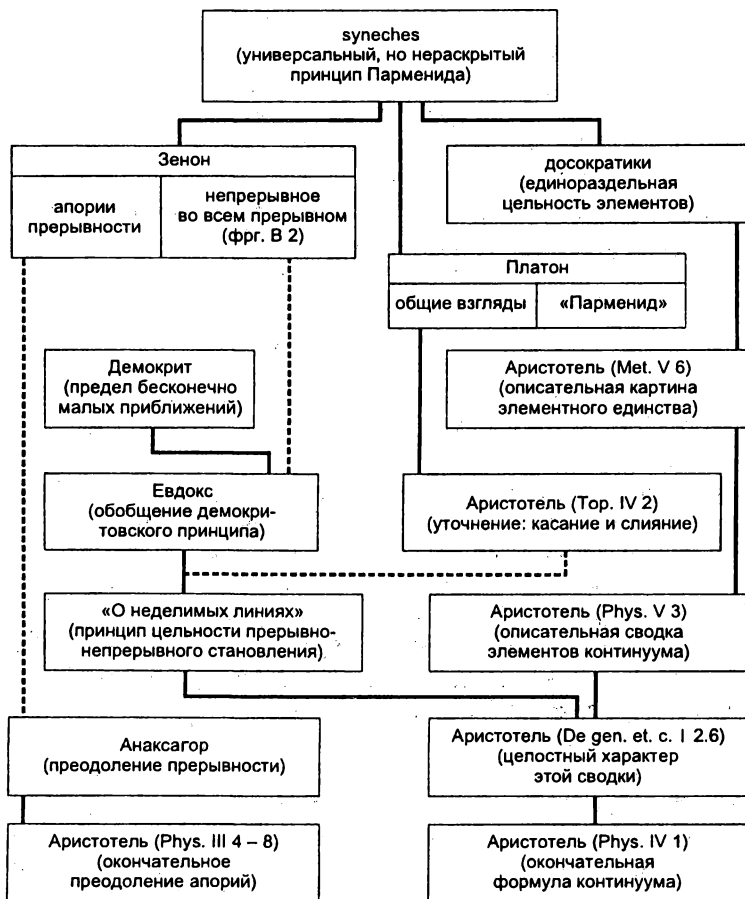 syneches
(универсальный, но нераскрытый
принцип Парменида)
Зенон
апории
прерывности
непрерывное
во всем прерывном
(фрг. В 2)
досократики
(единораздельная
цельность элементов)
Платон
общие взгляды
«Парменид»
Демокрит
(предел бесконечно
малых приближений)
Аристотель (Met. V 6)
(описательная картина
элементного единства)
Евдокс
(обобщение демокри-
товского принципа)
Аристотель (Top. IV 2)
(уточнение: касание и слияние)
«О неделимых линиях»
(принцип цельности прерывно-
непрерывного становления)
Аристотель (Phys. V 3)
(описательная сводка
элементов континуума)
Анаксагор
(преодоление прерывности)
Аристотель (De gen. et. c. I 2.6)
(целостный характер
этой сводки)
Аристотель (Phys. III 4 – 8)
(окончательное
преодоление апорий)
Аристотель (Phys. IV 1)
(окончательная
формула континуума)